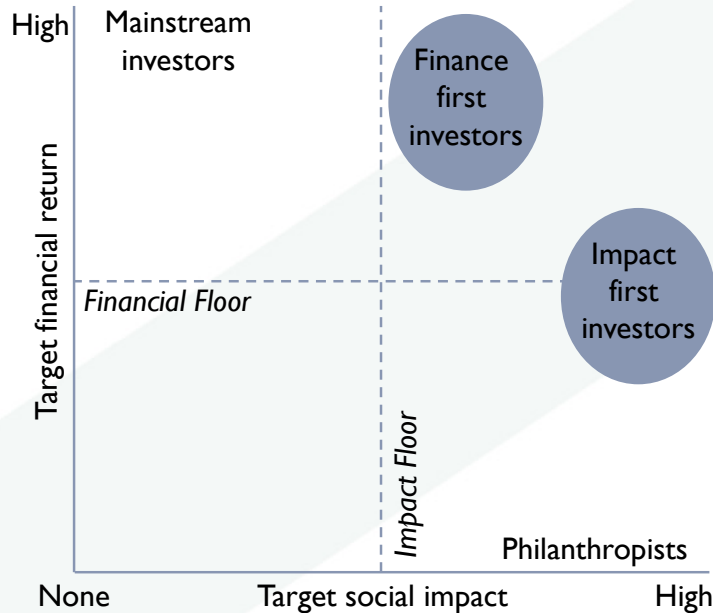 High
Mainstream
investors
Finance
first
investors
Target financial return
Impact
first
investors
Financial Floor
Impact Floor
Philanthropists
None
Target social impact
High